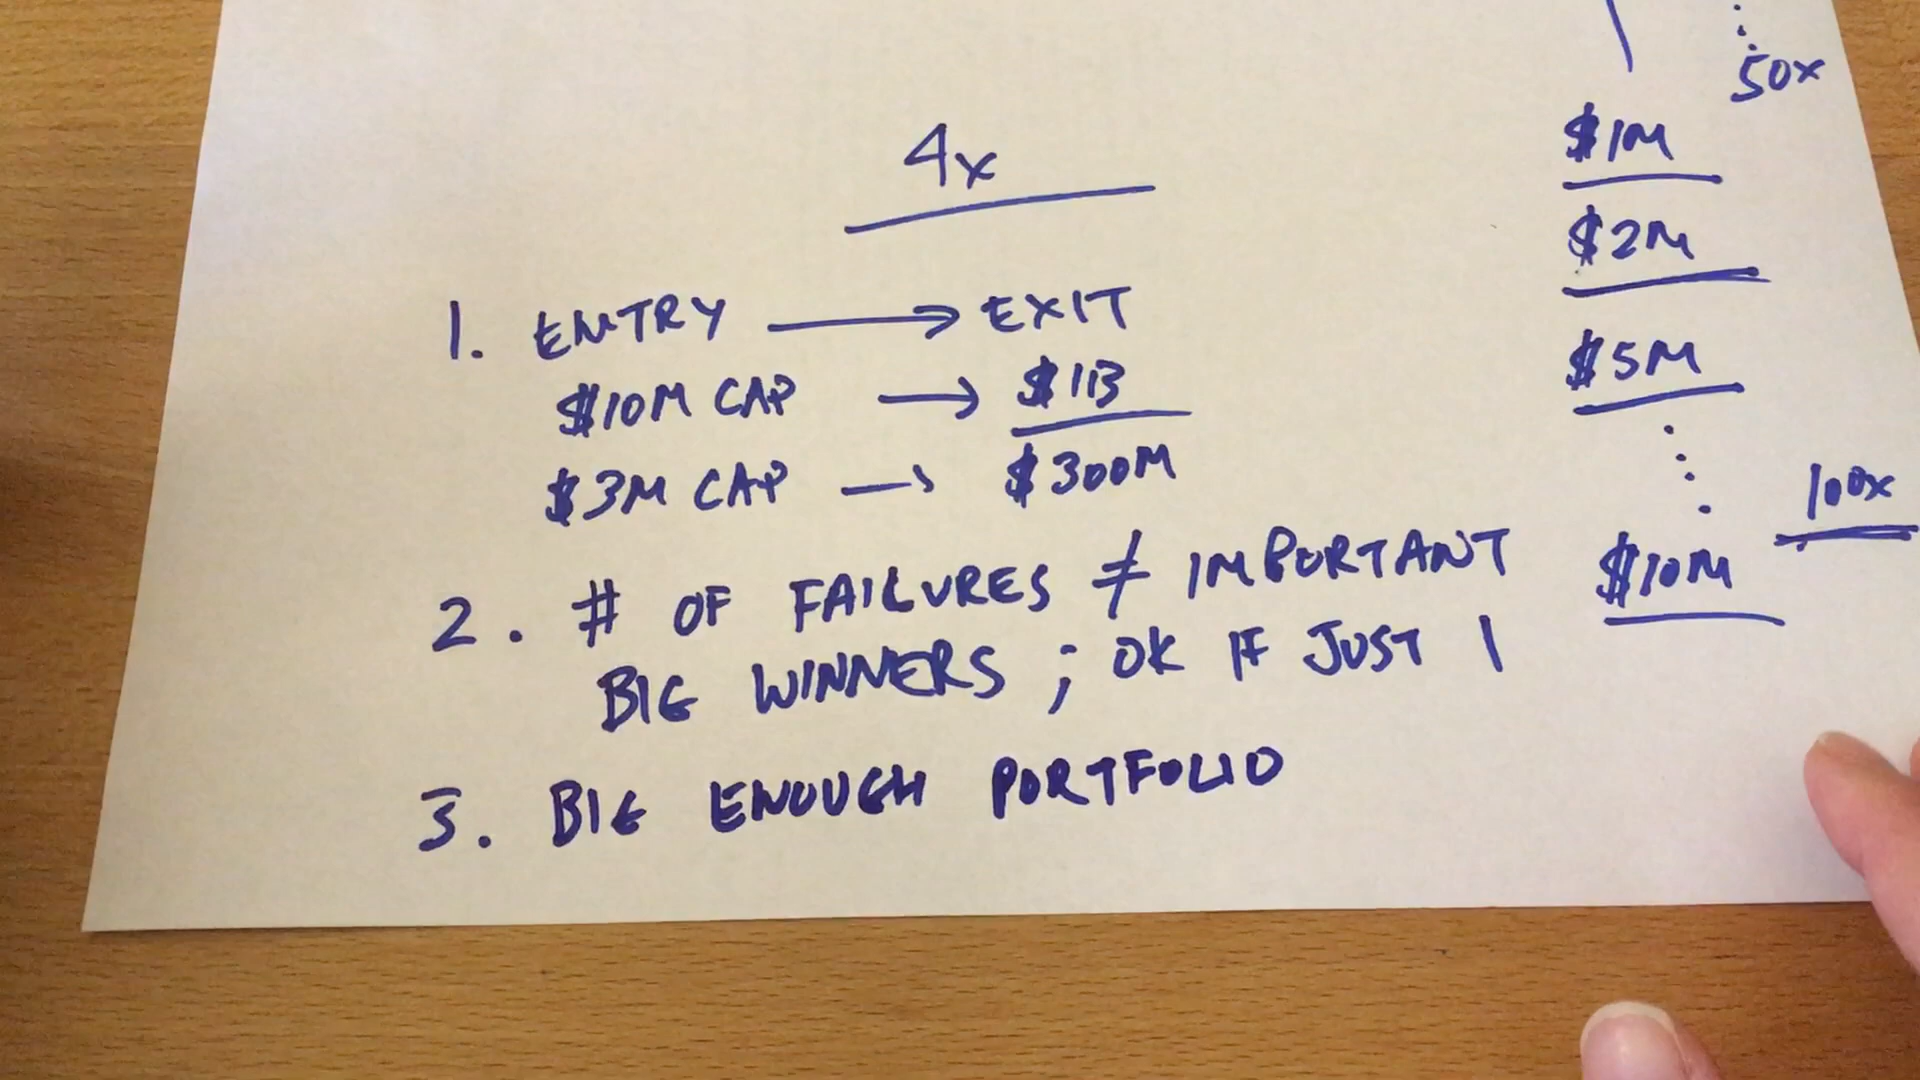 4x
1. ENTRY → EXIT
$10M CAP → $1B
$3M CAP → $300M
2. # OF FAILURES ≠ IMPORTANT
BIG WINNERS ; OK IF JUST 1
3. BIG ENOUGH PORTFOLIO
50x
$1M
$2M
$5M
100x
$10M